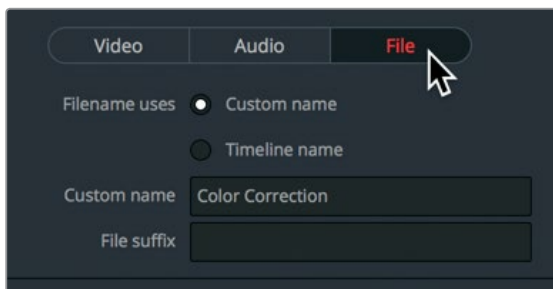 Video Audio File
Filename uses Custom name
Timeline name
Custom name Color Correction
File suffix